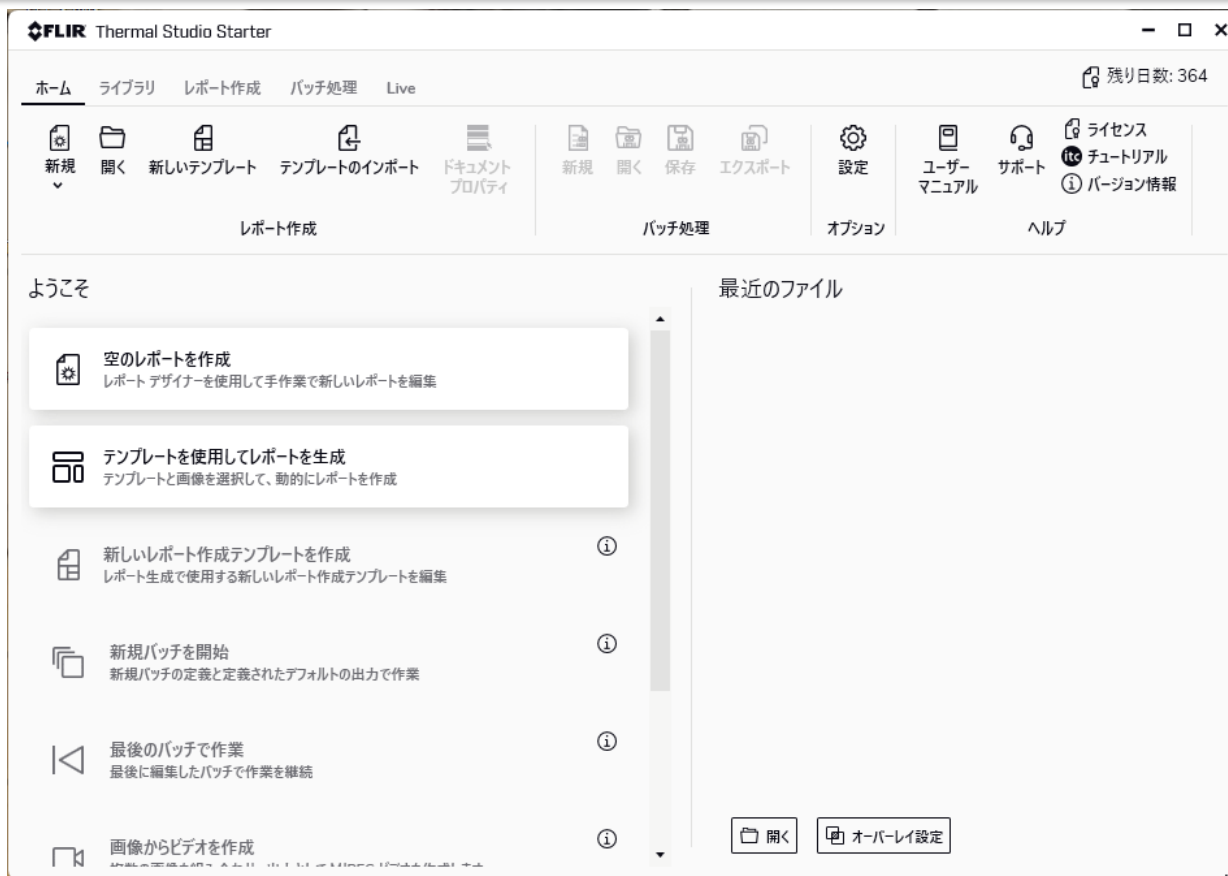 FLIR Thermal Studio Starter
ホーム ライブラリ レポート作成 バッチ処理 Live
残り日数: 364
新規
開く
新しいテンプレート
テンプレートのインポート
ドキュメント
プロパティ
レポート作成
新規
開く
保存
エクスポート
バッチ処理
設定
オプション
ユーザー
マニュアル
サポート
ライセンス
itc チュートリアル
バージョン情報
ヘルプ
ようこそ
空のレポートを作成
レポート デザイナーを使用して手作業で新しいレポートを編集
テンプレートを使用してレポートを生成
テンプレートと画像を選択して、動的にレポートを作成
新しいレポート作成テンプレートを作成
レポート生成で使用する新しいレポート作成テンプレートを編集
新規バッチを開始
新規バッチの定義と定義されたデフォルトの出力で作業
最後のバッチで作業
最後に編集したバッチで作業を継続
画像からビデオを作成
最近のファイル
開く
オーバーレイ設定